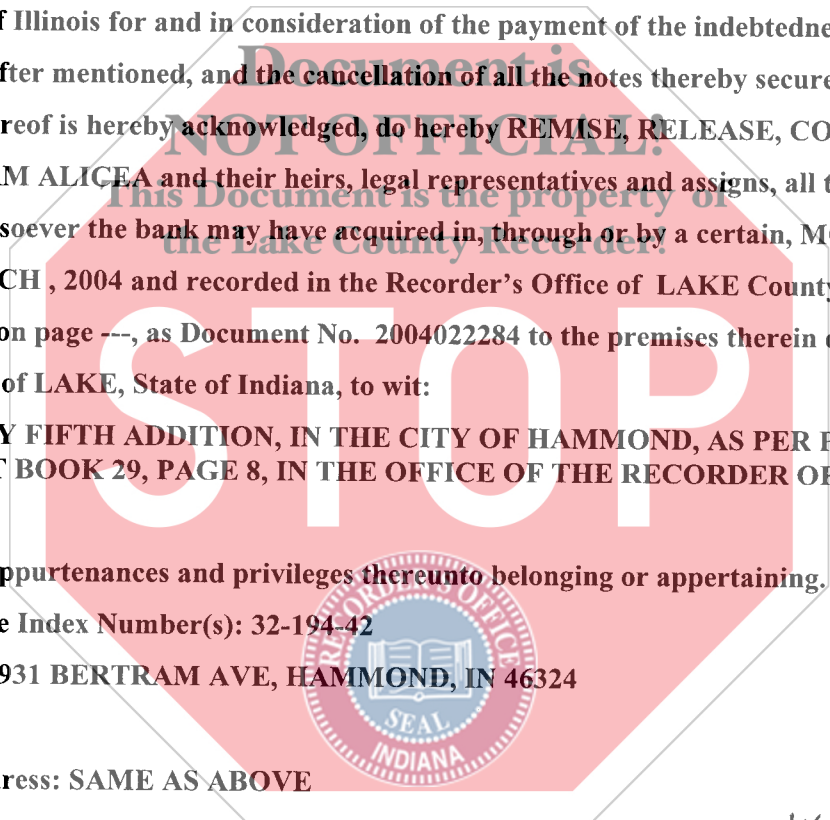 f Illinois for and in consideration of the payment of the indebtedne
Document is
fter mentioned, and the cancellation of all the notes thereby secure
reof is hereby acknowledged, do hereby REMISE, RELEASE, CO
NOT OFFICIAL!
M ALICEA and their heirs, legal representatives and assigns, all t
This Document is the property of
soever the bank may have acquired in, through or by a certain, M
the Lake County Recorder!
CH , 2004 and recorded in the Recorder's Office of LAKE County
on page ---, as Document No. 2004022284 to the premises therein
of LAKE, State of Indiana, to wit:
STOP
Y FIFTH ADDITION, IN THE CITY OF HAMMOND, AS PER
BOOK 29, PAGE 8, IN THE OFFICE OF THE RECORDER OF
ppurtenances and privileges thereunto belonging or appertaining.
e Index Number(s): 32-194-42
931 BERTRAM AVE, HAMMOND, IN 46324
RECORDER'S OFFICE
SEAL
INDIANA
ress: SAME AS ABOVE